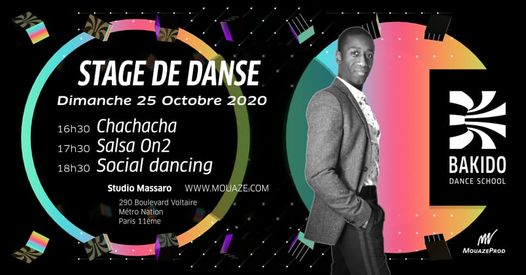 STAGE DE DANSE
Dimanche 25 Octobre 2020
16h30 Chachacha
17h30 Salsa On2
18h30 Social dancing
Studio Massaro WWW.MOUAZE.COM
290 Boulevard Voltaire
Métro Nation
Paris 11ème
BAKIDO
DANCE SCHOOL
MouazeProd